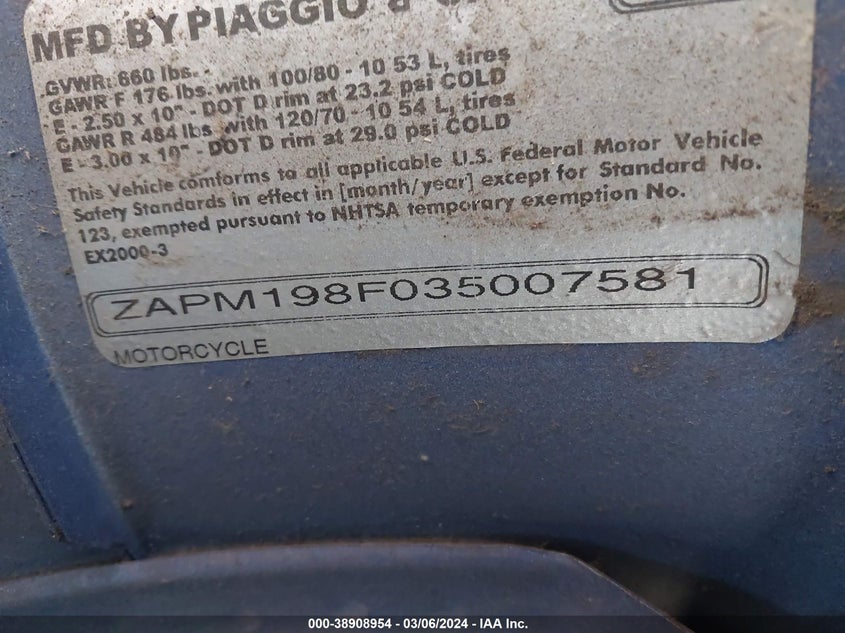 MFD BY PIAGGIO &
GVWR: 660 lbs. -
GAWR F 176 lbs. with 100/80 - 10 53 L, tires
E - 2.50 x 10" - DOT D rim at 23.2 psi COLD
GAWR R 484 lbs. with 120/70 - 10 54 L, tires
E - 3.00 x 10" - DOT D rim at 29.0 psi COLD
This Vehicle comforms to all applicable U.S. Federal Motor Vehicle
Safety Standards in effect in [month/year] except for Standard No.
123, exempted pursuant to NHTSA temporary exemption No.
EX2000-3
ZAPM198F035007581
MOTORCYCLE
000-38908954 - 03/06/2024 - IAA Inc.